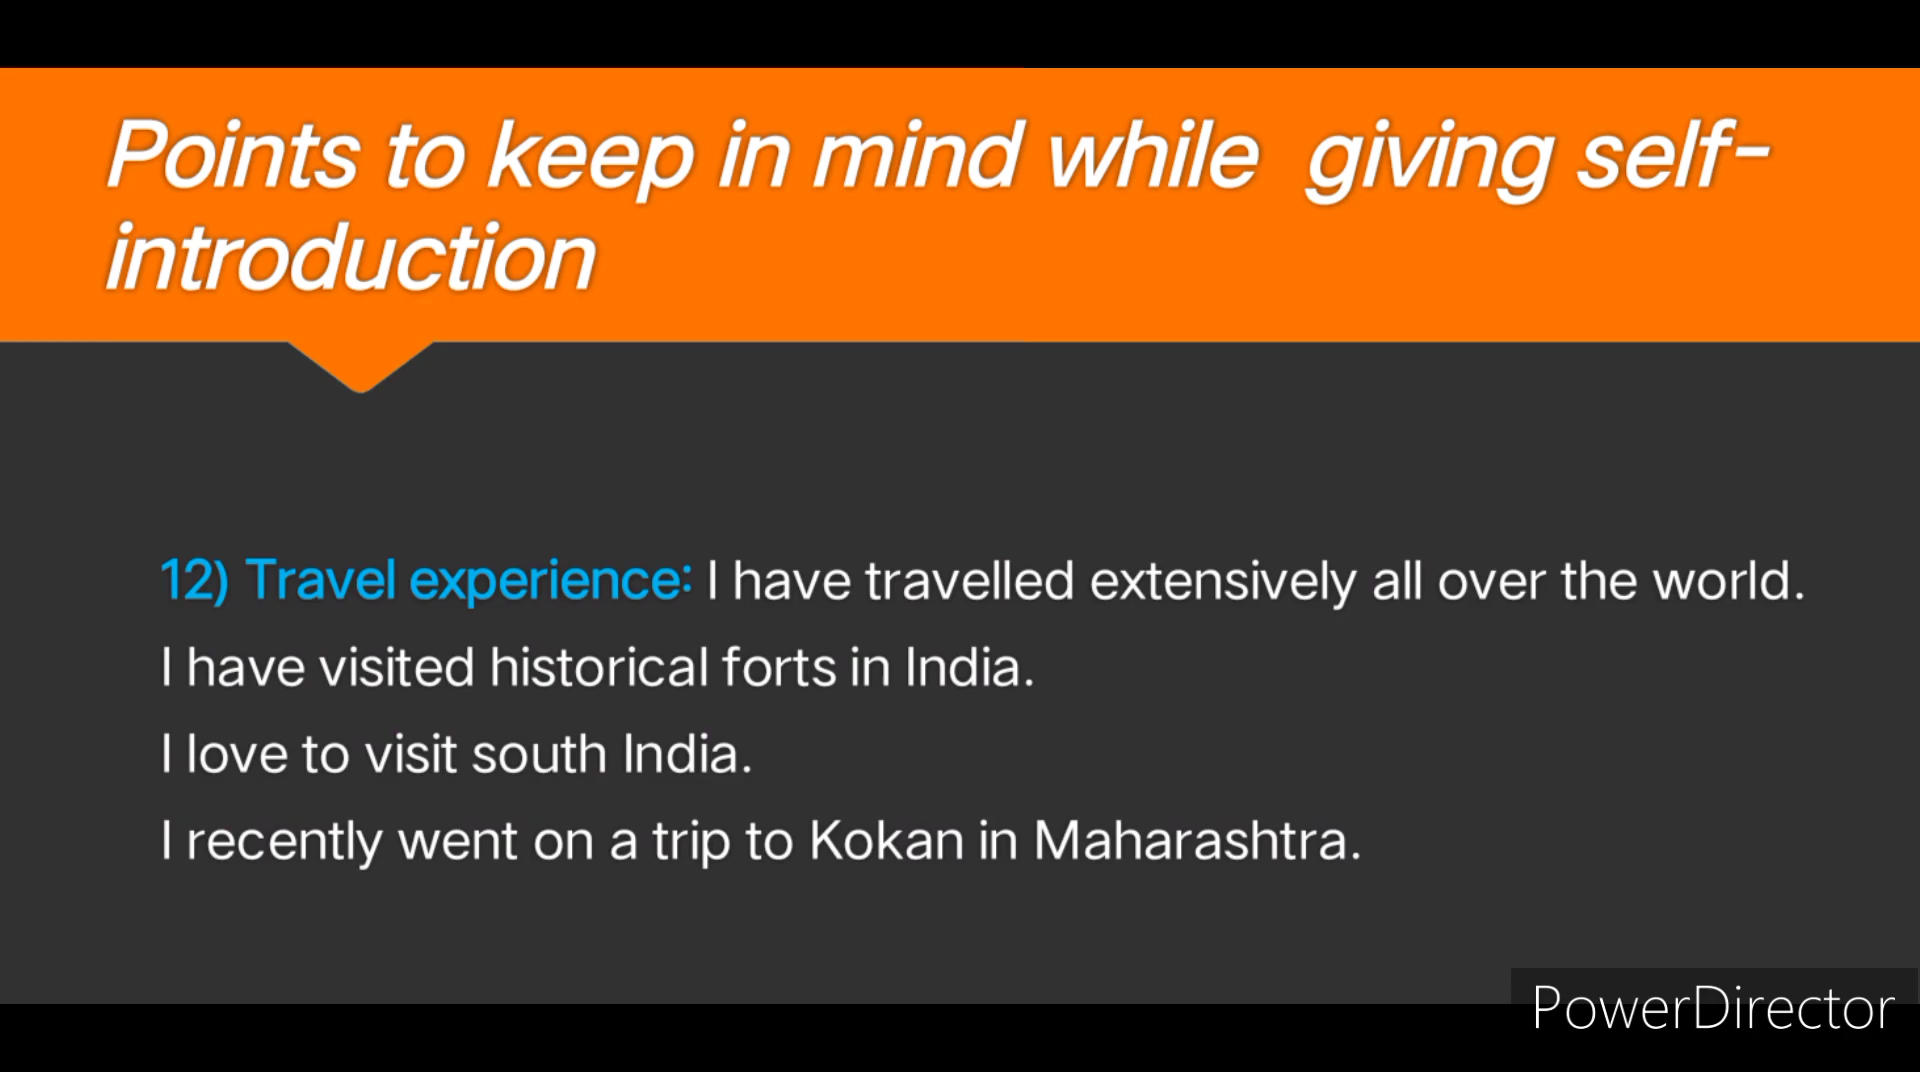 Points to keep in mind while  giving self-
introduction
12) Travel experience: I have travelled extensively all over the world.
I have visited historical forts in India.
I love to visit south India.
I recently went on a trip to Kokan in Maharashtra.
PowerDirector